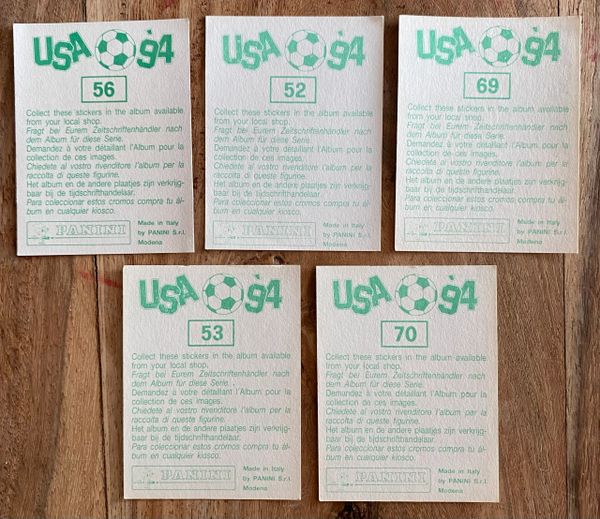 USA '94
56
Collect these stickers in the album available
from your local shop.
Fragt bei Eurem Zeitschriftenhändler nach
dem Album für diese Serie.
Demandez à votre détaillant l'Album pour la
collection de ces images.
Chiedete al vostro rivenditore l'album per la
raccolta di queste figurine.
Het album en de andere plaatjes zijn verkrijg-
baar bij de tijdschrifthandelaar.
Para coleccionar estos cromos compra tu ál-
bum en cualquier kiosco.
PANINI
Made in Italy
by PANINI S.r.l.
Modena
USA '94
52
Collect these stickers in the album available
from your local shop.
Fragt bei Eurem Zeitschriftenhändler nach
dem Album für diese Serie.
Demandez à votre détaillant l'Album pour la
collection de ces images.
Chiedete al vostro rivenditore l'album per la
raccolta di queste figurine.
Het album en de andere plaatjes zijn verkrijg-
baar bij de tijdschrifthandelaar.
Para coleccionar estos cromos compra tu ál-
bum en cualquier kiosco.
PANINI
Made in Italy
by PANINI S.r.l.
Modena
USA '94
69
Collect these stickers in the album available
from your local shop.
Fragt bei Eurem Zeitschriftenhändler nach
dem Album für diese Serie.
Demandez à votre détaillant l'Album pour la
collection de ces images.
Chiedete al vostro rivenditore l'album per la
raccolta di queste figurine.
Het album en de andere plaatjes zijn verkrijg-
baar bij de tijdschrifthandelaar.
Para coleccionar estos cromos compra tu ál-
bum en cualquier kiosco.
PANINI
Made in Italy
by PANINI S.r.l.
Modena
USA '94
53
Collect these stickers in the album available
from your local shop.
Fragt bei Eurem Zeitschriftenhändler nach
dem Album für diese Serie.
Demandez à votre détaillant l'Album pour la
collection de ces images.
Chiedete al vostro rivenditore l'album per la
raccolta di queste figurine.
Het album en de andere plaatjes zijn verkrijg-
baar bij de tijdschrifthandelaar.
Para coleccionar estos cromos compra tu ál-
bum en cualquier kiosco.
PANINI
Made in Italy
by PANINI S.r.l.
Modena
USA '94
70
Collect these stickers in the album available
from your local shop.
Fragt bei Eurem Zeitschriftenhändler nach
dem Album für diese Serie.
Demandez à votre détaillant l'Album pour la
collection de ces images.
Chiedete al vostro rivenditore l'album per la
raccolta di queste figurine.
Het album en de andere plaatjes zijn verkrijg-
baar bij de tijdschrifthandelaar.
Para coleccionar estos cromos compra tu ál-
bum en cualquier kiosco.
PANINI
Made in Italy
by PANINI S.r.l.
Modena